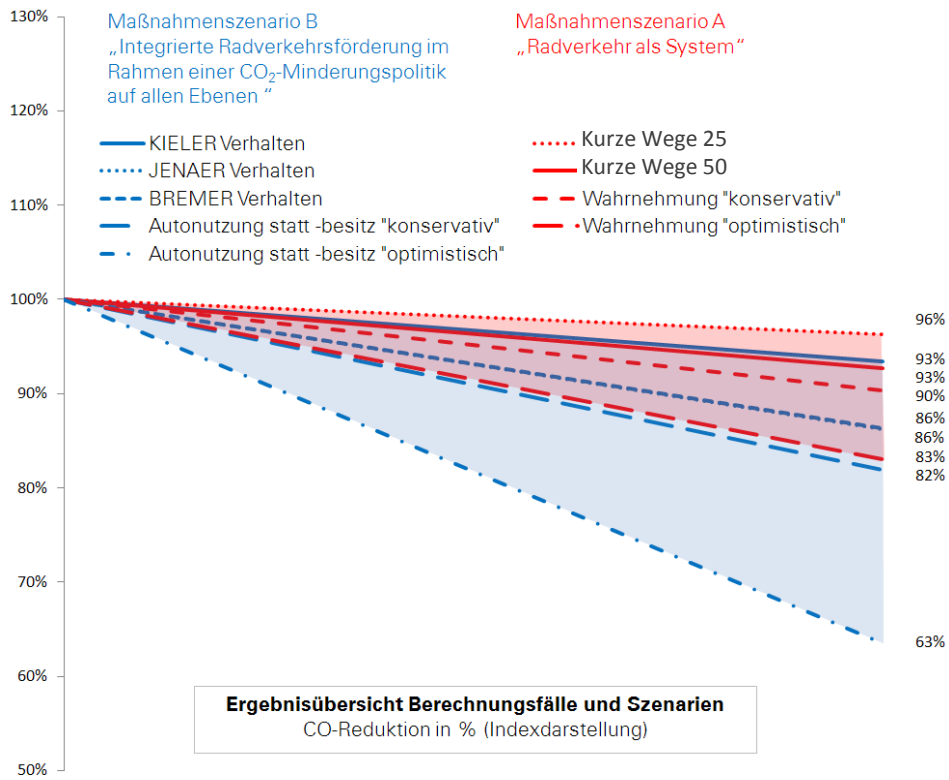 Maßnahmenszenario B
„Integrierte Radverkehrsförderung im
Rahmen einer CO₂-Minderungspolitik
auf allen Ebenen “
Maßnahmenszenario A
„Radverkehr als System“
KIELER Verhalten
JENAER Verhalten
BREMER Verhalten
Autonutzung statt -besitz "konservativ"
Autonutzung statt -besitz "optimistisch"
Kurze Wege 25
Kurze Wege 50
Wahrnehmung "konservativ"
Wahrnehmung "optimistisch"
130%
120%
110%
100%
90%
80%
70%
60%
50%
96%
93%
93%
90%
86%
86%
83%
82%
63%
Ergebnisübersicht Berechnungsfälle und Szenarien
CO-Reduktion in % (Indexdarstellung)